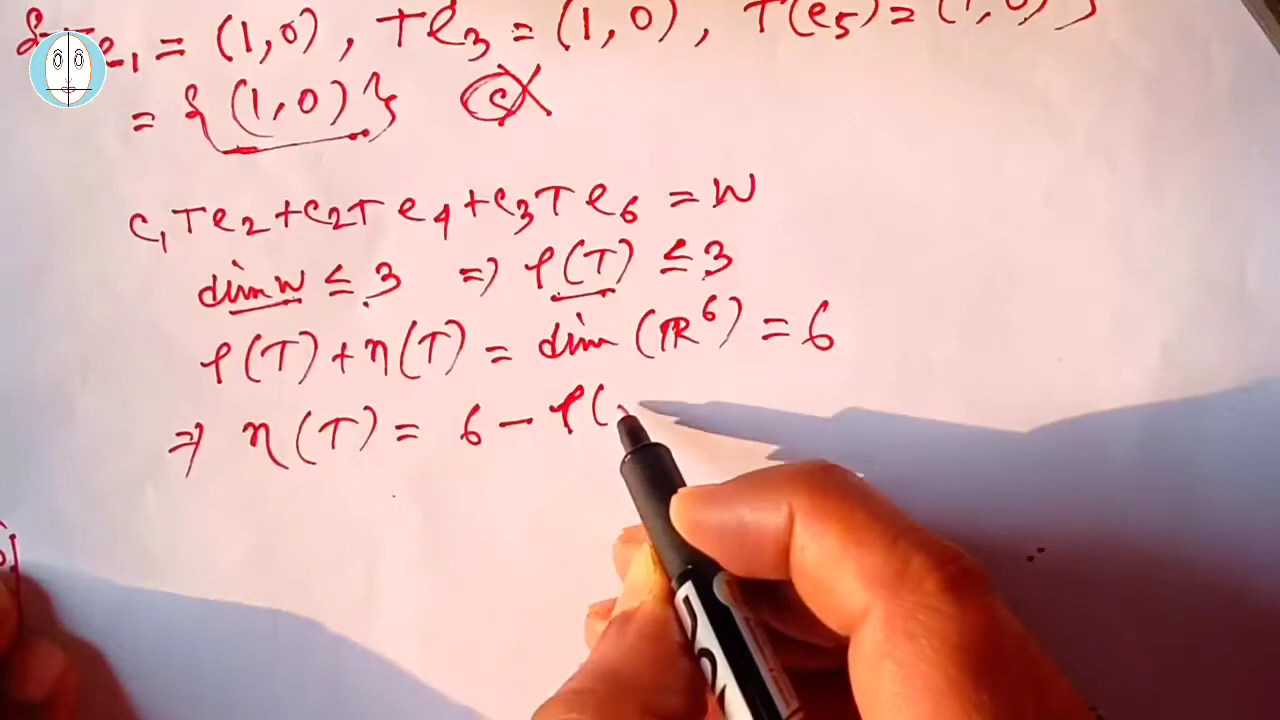 Te₁ = (1,0), Te₃ = (1,0), T(e₅) = (1,0)}
= {(1,0)}
c₁Te₂+c₂Te₄+c₃Te₆ = W
dim W ≤ 3 ⇒ ρ(T) ≤ 3
ρ(T)+η(T) = dim (ℝ⁶) = 6
⇒ η(T) = 6 − ρ(